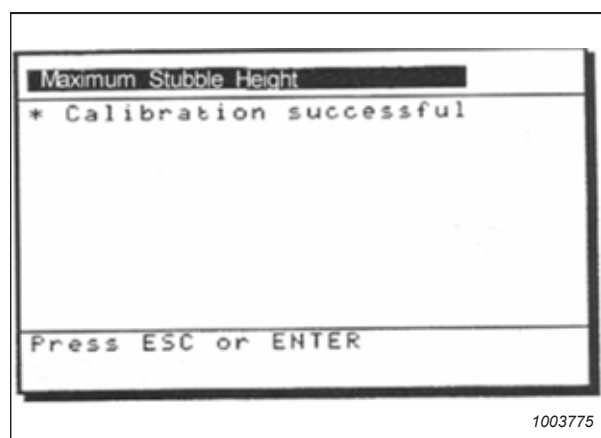 Maximum Stubble Height
* Calibration successful
Press ESC or ENTER
1003775